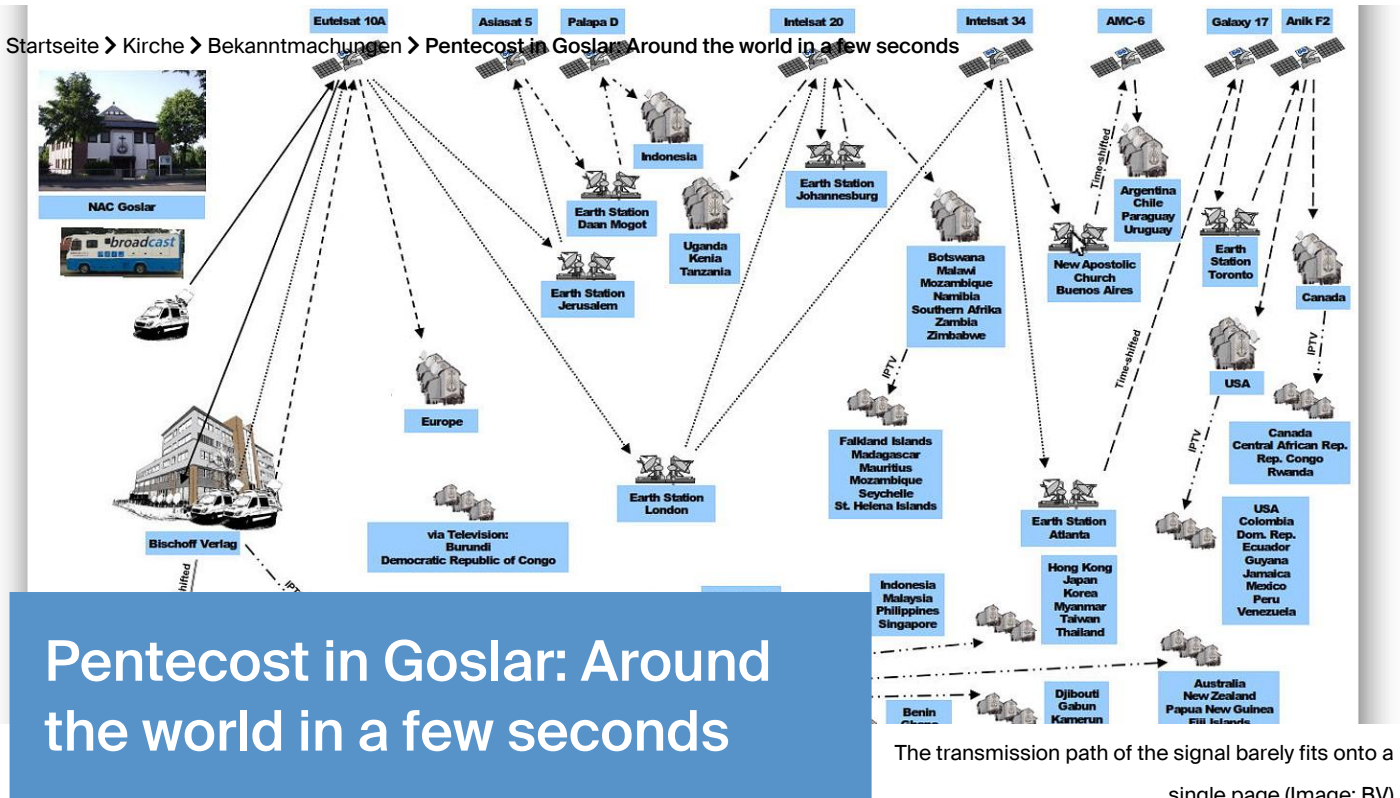 Eutelsat 10A
Asiasat 5
Palapa D
Intelsat 20
Intelsat 34
AMC-6
Galaxy 17
Anik F2
Startseite > Kirche > Bekanntmachungen > Pentecost in Goslar: Around the world in a few seconds
NAC Goslar
broadcast
Indonesia
Earth Station
Daan Mogot
Earth Station
Jerusalem
Uganda
Kenia
Tanzania
Earth Station
Johannesburg
Botswana
Malawi
Mozambique
Namibia
Southern Afrika
Zambia
Zimbabwe
New Apostolic
Church
Buenos Aires
Time-shifted
Argentina
Chile
Paraguay
Uruguay
Earth
Station
Toronto
Canada
Europe
IPTV
Falkland Islands
Madagascar
Mauritius
Mozambique
Seychelle
St. Helena Islands
Time-shifted
USA
IPTV
IPTV
Canada
Central African Rep.
Rep. Congo
Rwanda
Bischoff Verlag
via Television:
Burundi
Democratic Republic of Congo
Earth Station
London
Earth Station
Atlanta
USA
Colombia
Dom. Rep.
Ecuador
Guyana
Jamaica
Mexico
Peru
Venezuela
hifted
IPT
Indonesia
Malaysia
Philippines
Singapore
Hong Kong
Japan
Korea
Myanmar
Taiwan
Thailand
Benin
Djibouti
Gabun
Kamerun
Australia
New Zealand
Papua New Guinea
Fiji Islands
Pentecost in Goslar: Around
the world in a few seconds
The transmission path of the signal barely fits onto a
single page (Image: BV)